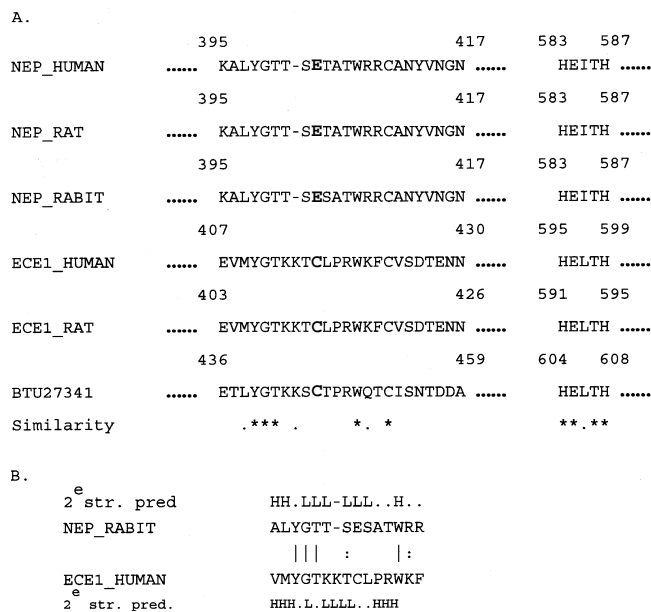 A.
395 417 583 587
NEP_HUMAN ...... KALYGTT-SETATWRRCANYVNGN ...... HEITH ......
395 417 583 587
NEP_RAT ...... KALYGTT-SETATWRRCANYVNGN ...... HEITH ......
395 417 583 587
NEP_RABIT ...... KALYGTT-SESATWRRCANYVNGN ...... HEITH ......
407 430 595 599
ECE1_HUMAN ...... EVMYGTKKTCLPRWKFCVSDTENN ...... HELTH ......
403 426 591 595
ECE1_RAT ...... EVMYGTKKTCLPRWKFCVSDTENN ...... HELTH ......
436 459 604 608
BTU27341 ...... ETLYGTKKSCTPRWQTCISNTDDA ...... HELTH ......
Similarity .*** . *. * **.**
B.
2e str. pred HH.LLL-LLL..H..
NEP_RABIT ALYGTT-SESATWRR
||| : |:
ECE1_HUMAN VMYGTKKTCLPRWKF
2e str. pred. HHH.L.LLLL..HHH